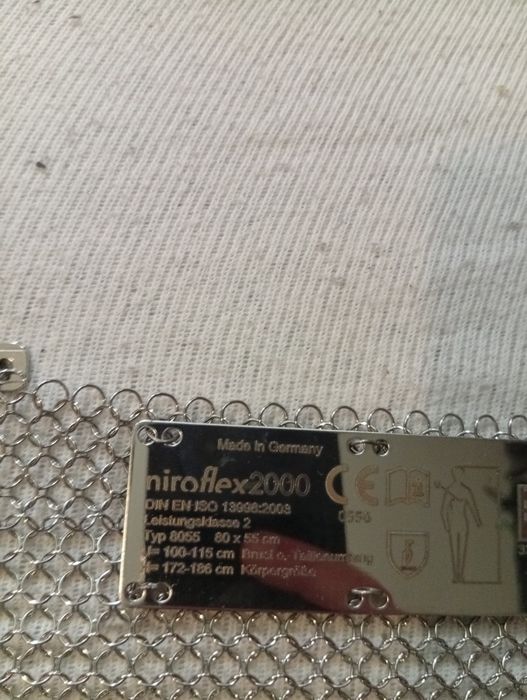 Made in Germany
niroflex2000
CE
DIN EN ISO 13998:2003
Leistungsklasse 2
Typ 8055 80 x 55 cm
= 100-115 cm
= 172-186 cm Körpergröße